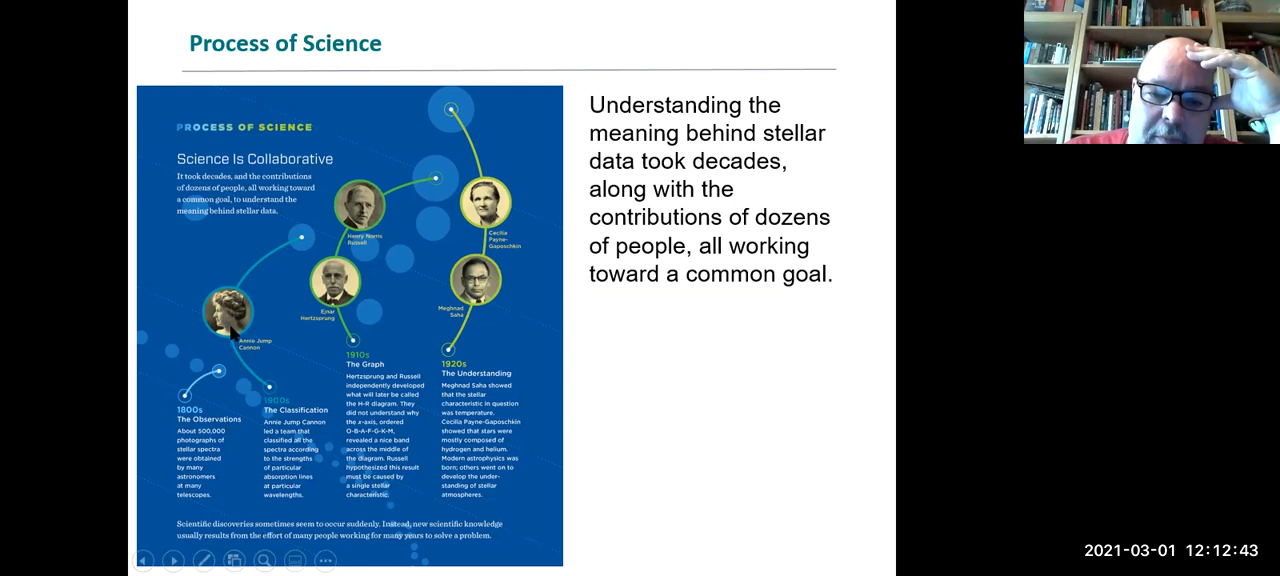 Process of Science
PROCESS OF SCIENCE
Science Is Collaborative
It took decades, and the contributions
of dozens of people, all working toward
a common goal, to understand the
meaning behind stellar data.
Henry Norris
Russell
Cecilia
Payne-
Gaposchkin
Ejnar
Hertzsprung
Meghnad
Saha
Annie Jump
Cannon
1800s
The Observations
About 500,000
photographs of
stellar spectra
were obtained
by many
astronomers
at many
telescopes.
1900s
The Classification
Annie Jump Cannon
led a team that
classified all the
spectra according
to the strengths
of particular
absorption lines
at particular
wavelengths.
1910s
The Graph
Hertzsprung and Russell
independently developed
what will later be called
the H-R diagram. They
did not understand why
the x-axis, ordered
O-B-A-F-G-K-M,
revealed a nice band
across the middle of
the diagram. Russell
hypothesized this result
must be caused by
a single stellar
characteristic.
1920s
The Understanding
Meghnad Saha showed
that the stellar
characteristic in question
was temperature.
Cecilia Payne-Gaposchkin
showed that stars were
mostly composed of
hydrogen and helium.
Modern astrophysics was
born; others went on to
develop the under-
standing of stellar
atmospheres.
Scientific discoveries sometimes seem to occur suddenly. Instead, new scientific knowledge
usually results from the effort of many people working for many years to solve a problem.
Understanding the
meaning behind stellar
data took decades,
along with the
contributions of dozens
of people, all working
toward a common goal.
2021-03-01 12:12:43